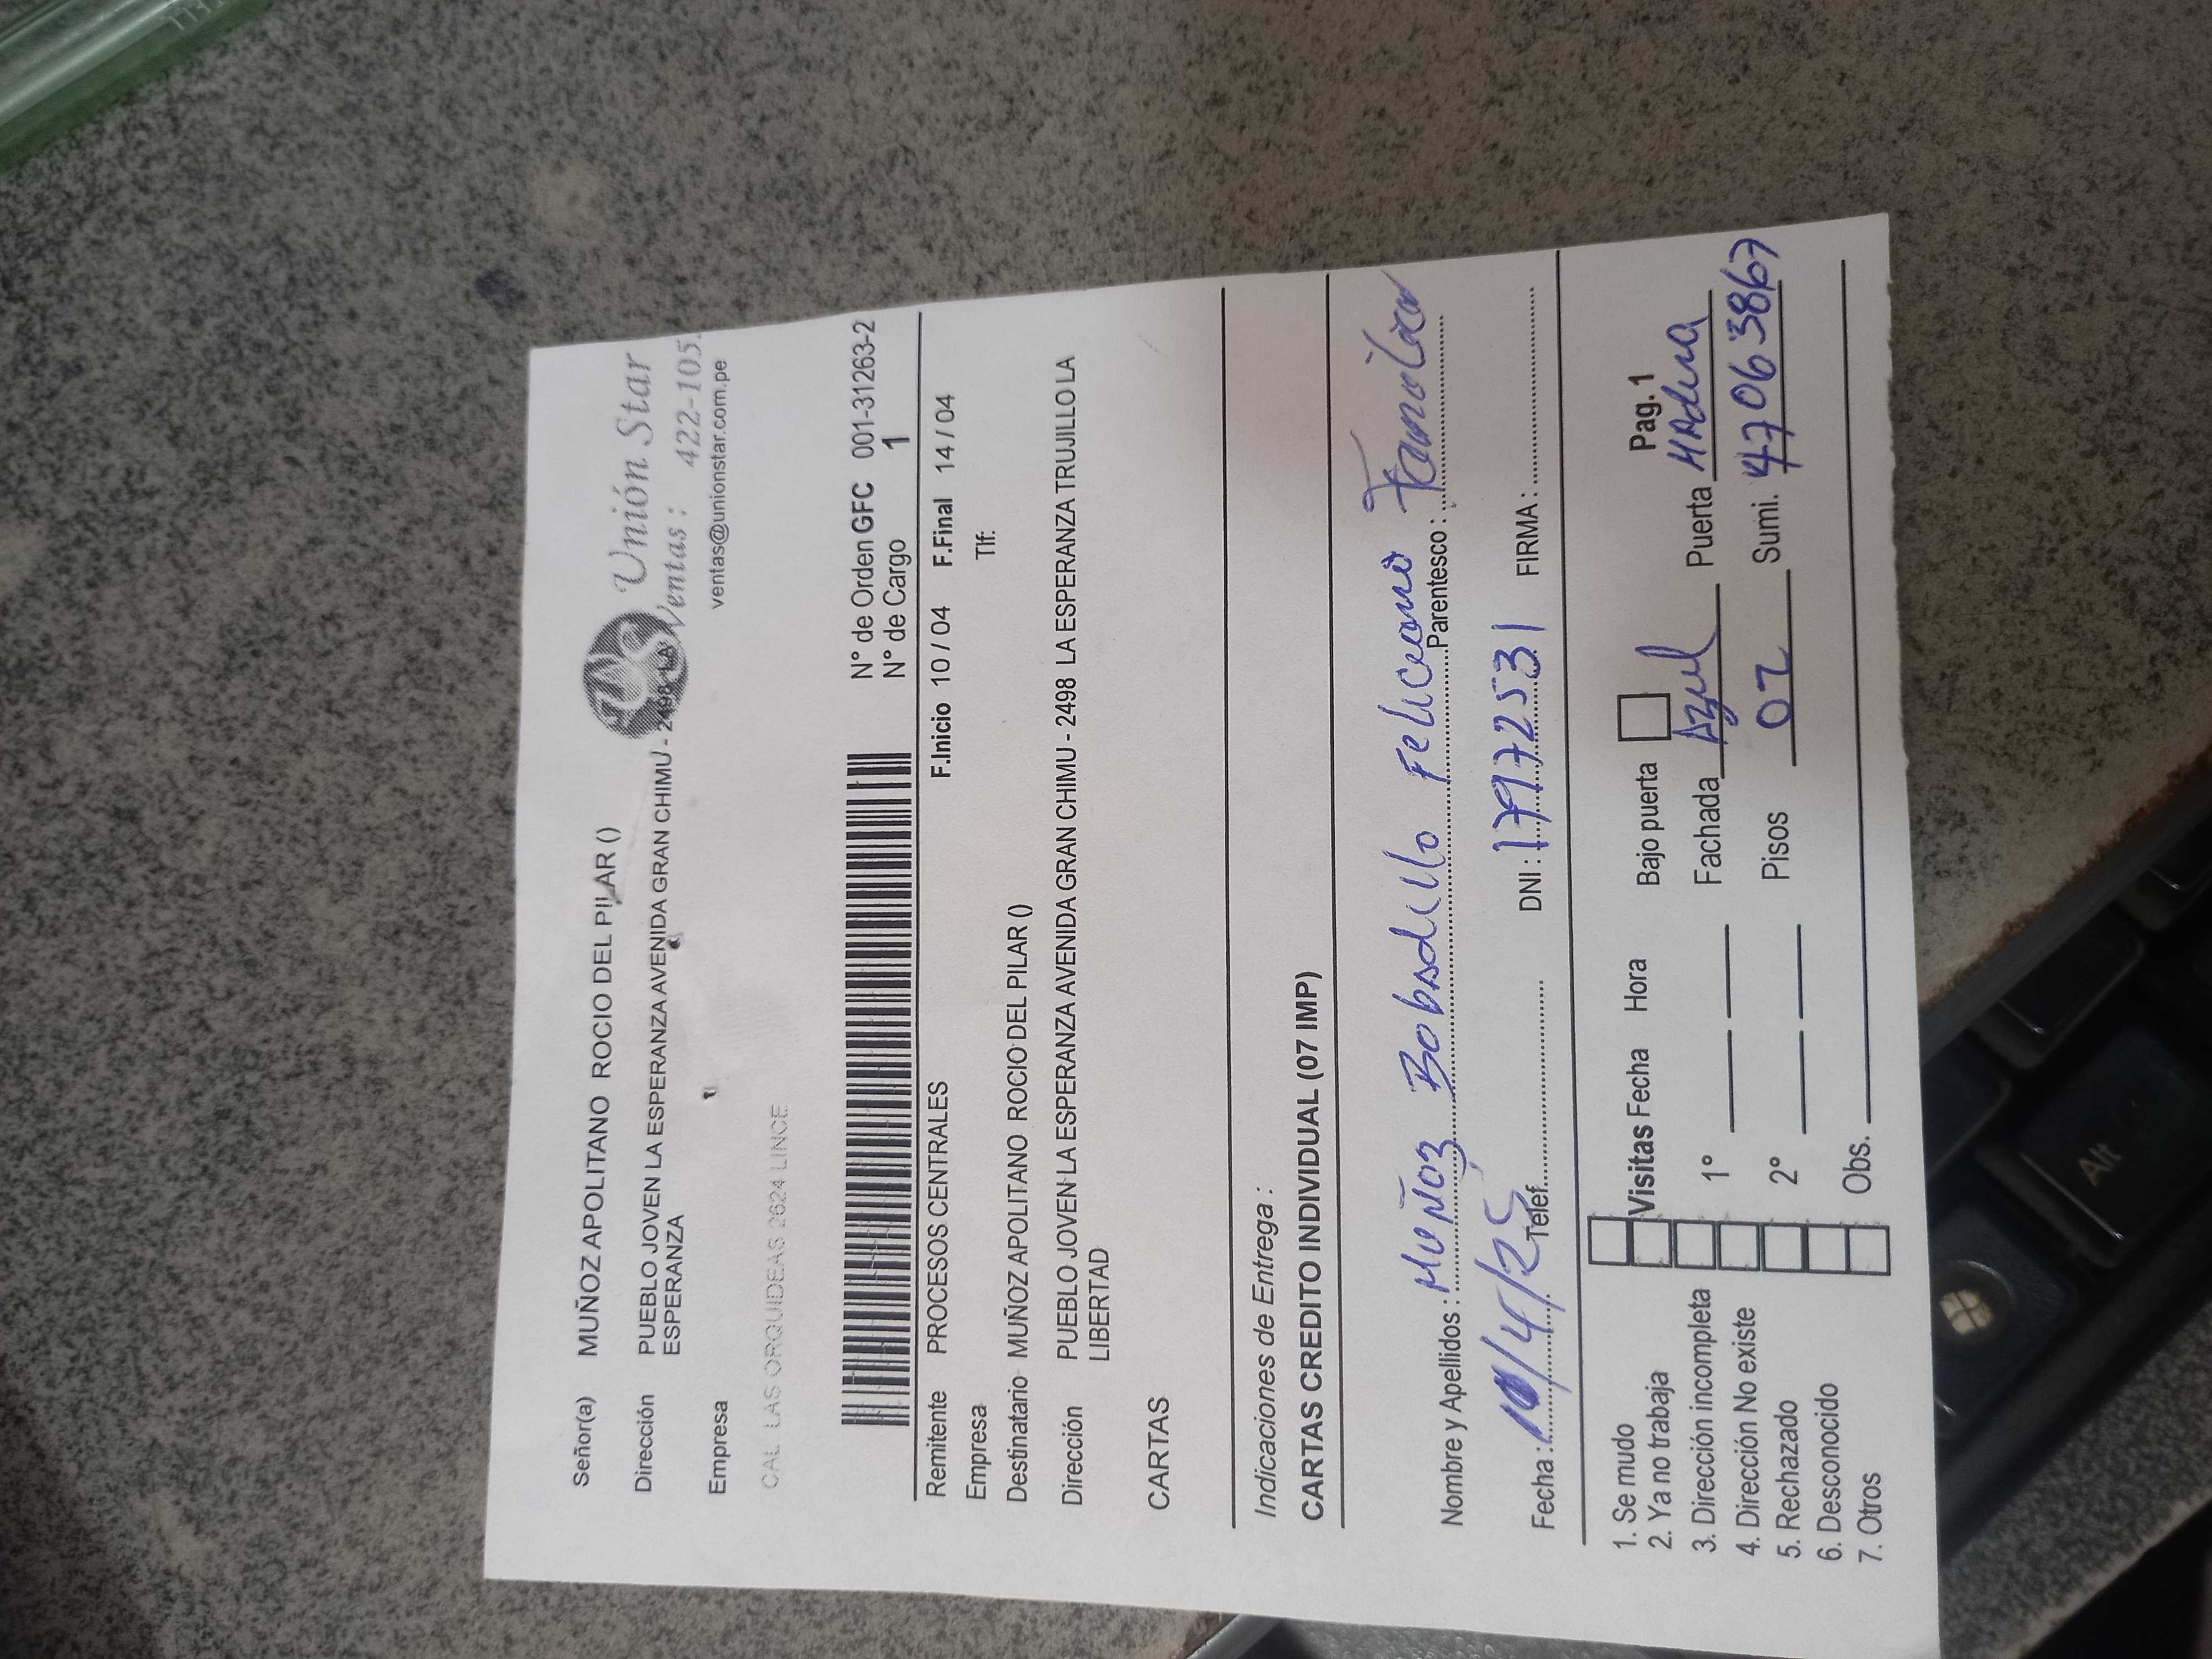 Unión Star
Ventas : 422-105
ventas@unionstar.com.pe
Señor(a) MUÑOZ APOLITANO ROCIO DEL PILAR ()
Dirección PUEBLO JOVEN LA ESPERANZA AVENIDA GRAN CHIMU - 2498 LA
ESPERANZA
Empresa
CAL. LAS ORQUIDEAS 2624 LINCE
N° de Orden GFC 001-31263-2
N° de Cargo 1
Remitente PROCESOS CENTRALES F.Inicio 10 / 04 F.Final 14 / 04
Empresa Tlf:
Destinatario MUÑOZ APOLITANO ROCIO DEL PILAR ()
Dirección PUEBLO JOVEN LA ESPERANZA AVENIDA GRAN CHIMU - 2498 LA ESPERANZA TRUJILLO LA
LIBERTAD
CARTAS
Indicaciones de Entrega :
CARTAS CREDITO INDIVIDUAL (07 IMP)
Nombre y Apellidos : Muñoz Bobadillo Feliciano Parentesco : Familiar
Fecha : 10/4/25 Telef. DNI : 17972531 FIRMA :
1. Se mudo
2. Ya no trabaja
3. Dirección incompleta
4. Dirección No existe
5. Rechazado
6. Desconocido
7. Otros
Visitas Fecha Hora Bajo puerta Pag. 1
1° Fachada Azul Puerta Madera
2° Pisos 02 Sumi. 47063867
Obs.